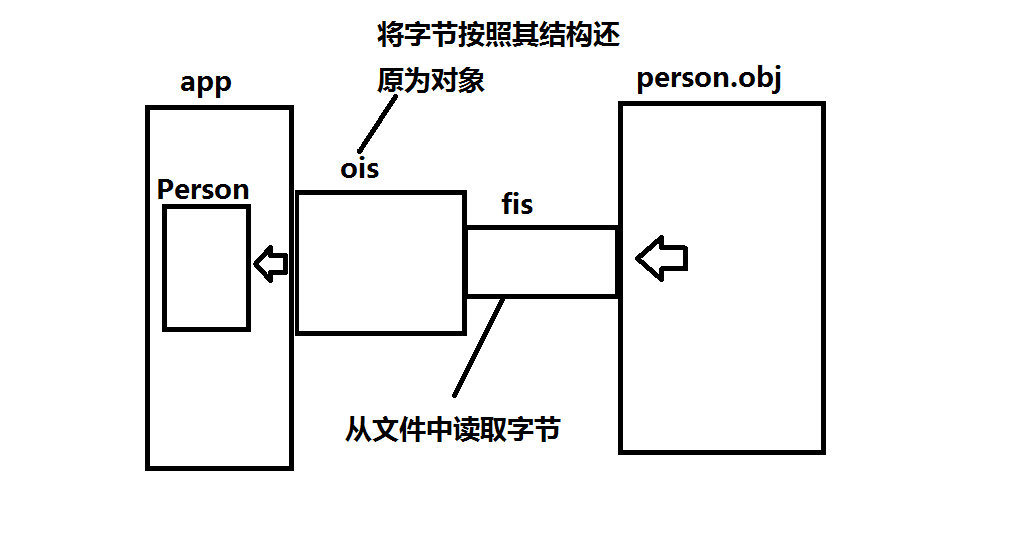 将字节按照其结构还
原为对象
app
person.obj
ois
Person
fis
从文件中读取字节